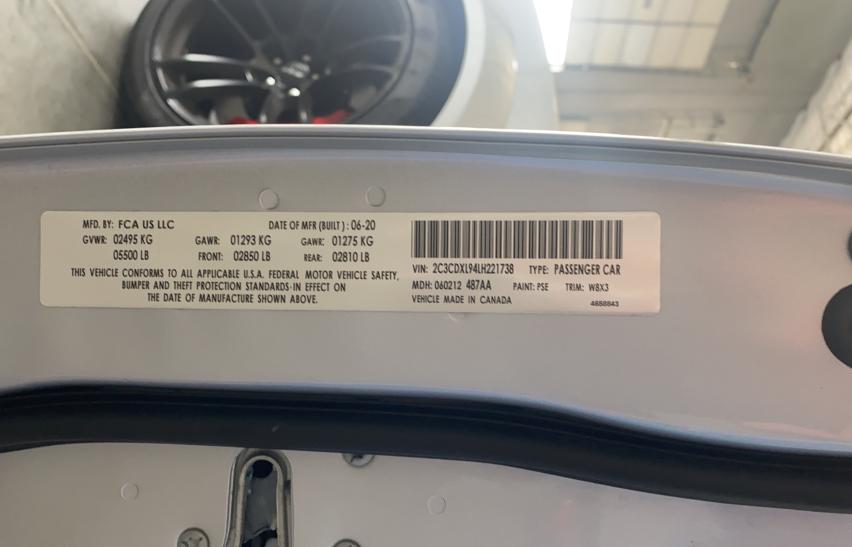 MFD. BY: FCA US LLC DATE OF MFR (BUILT): 06-20
GVWR: 02495 KG GAWR: 01293 KG GAWR: 01275 KG
05500 LB FRONT: 02850 LB REAR: 02810 LB
THIS VEHICLE CONFORMS TO ALL APPLICABLE U.S.A. FEDERAL MOTOR VEHICLE SAFETY,
BUMPER AND THEFT PROTECTION STANDARDS IN EFFECT ON
THE DATE OF MANUFACTURE SHOWN ABOVE.
VIN: 2C3CDXL94LH221738 TYPE: PASSENGER CAR
MDH: 060212 487AA PAINT: PSE TRIM: W8X3
VEHICLE MADE IN CANADA